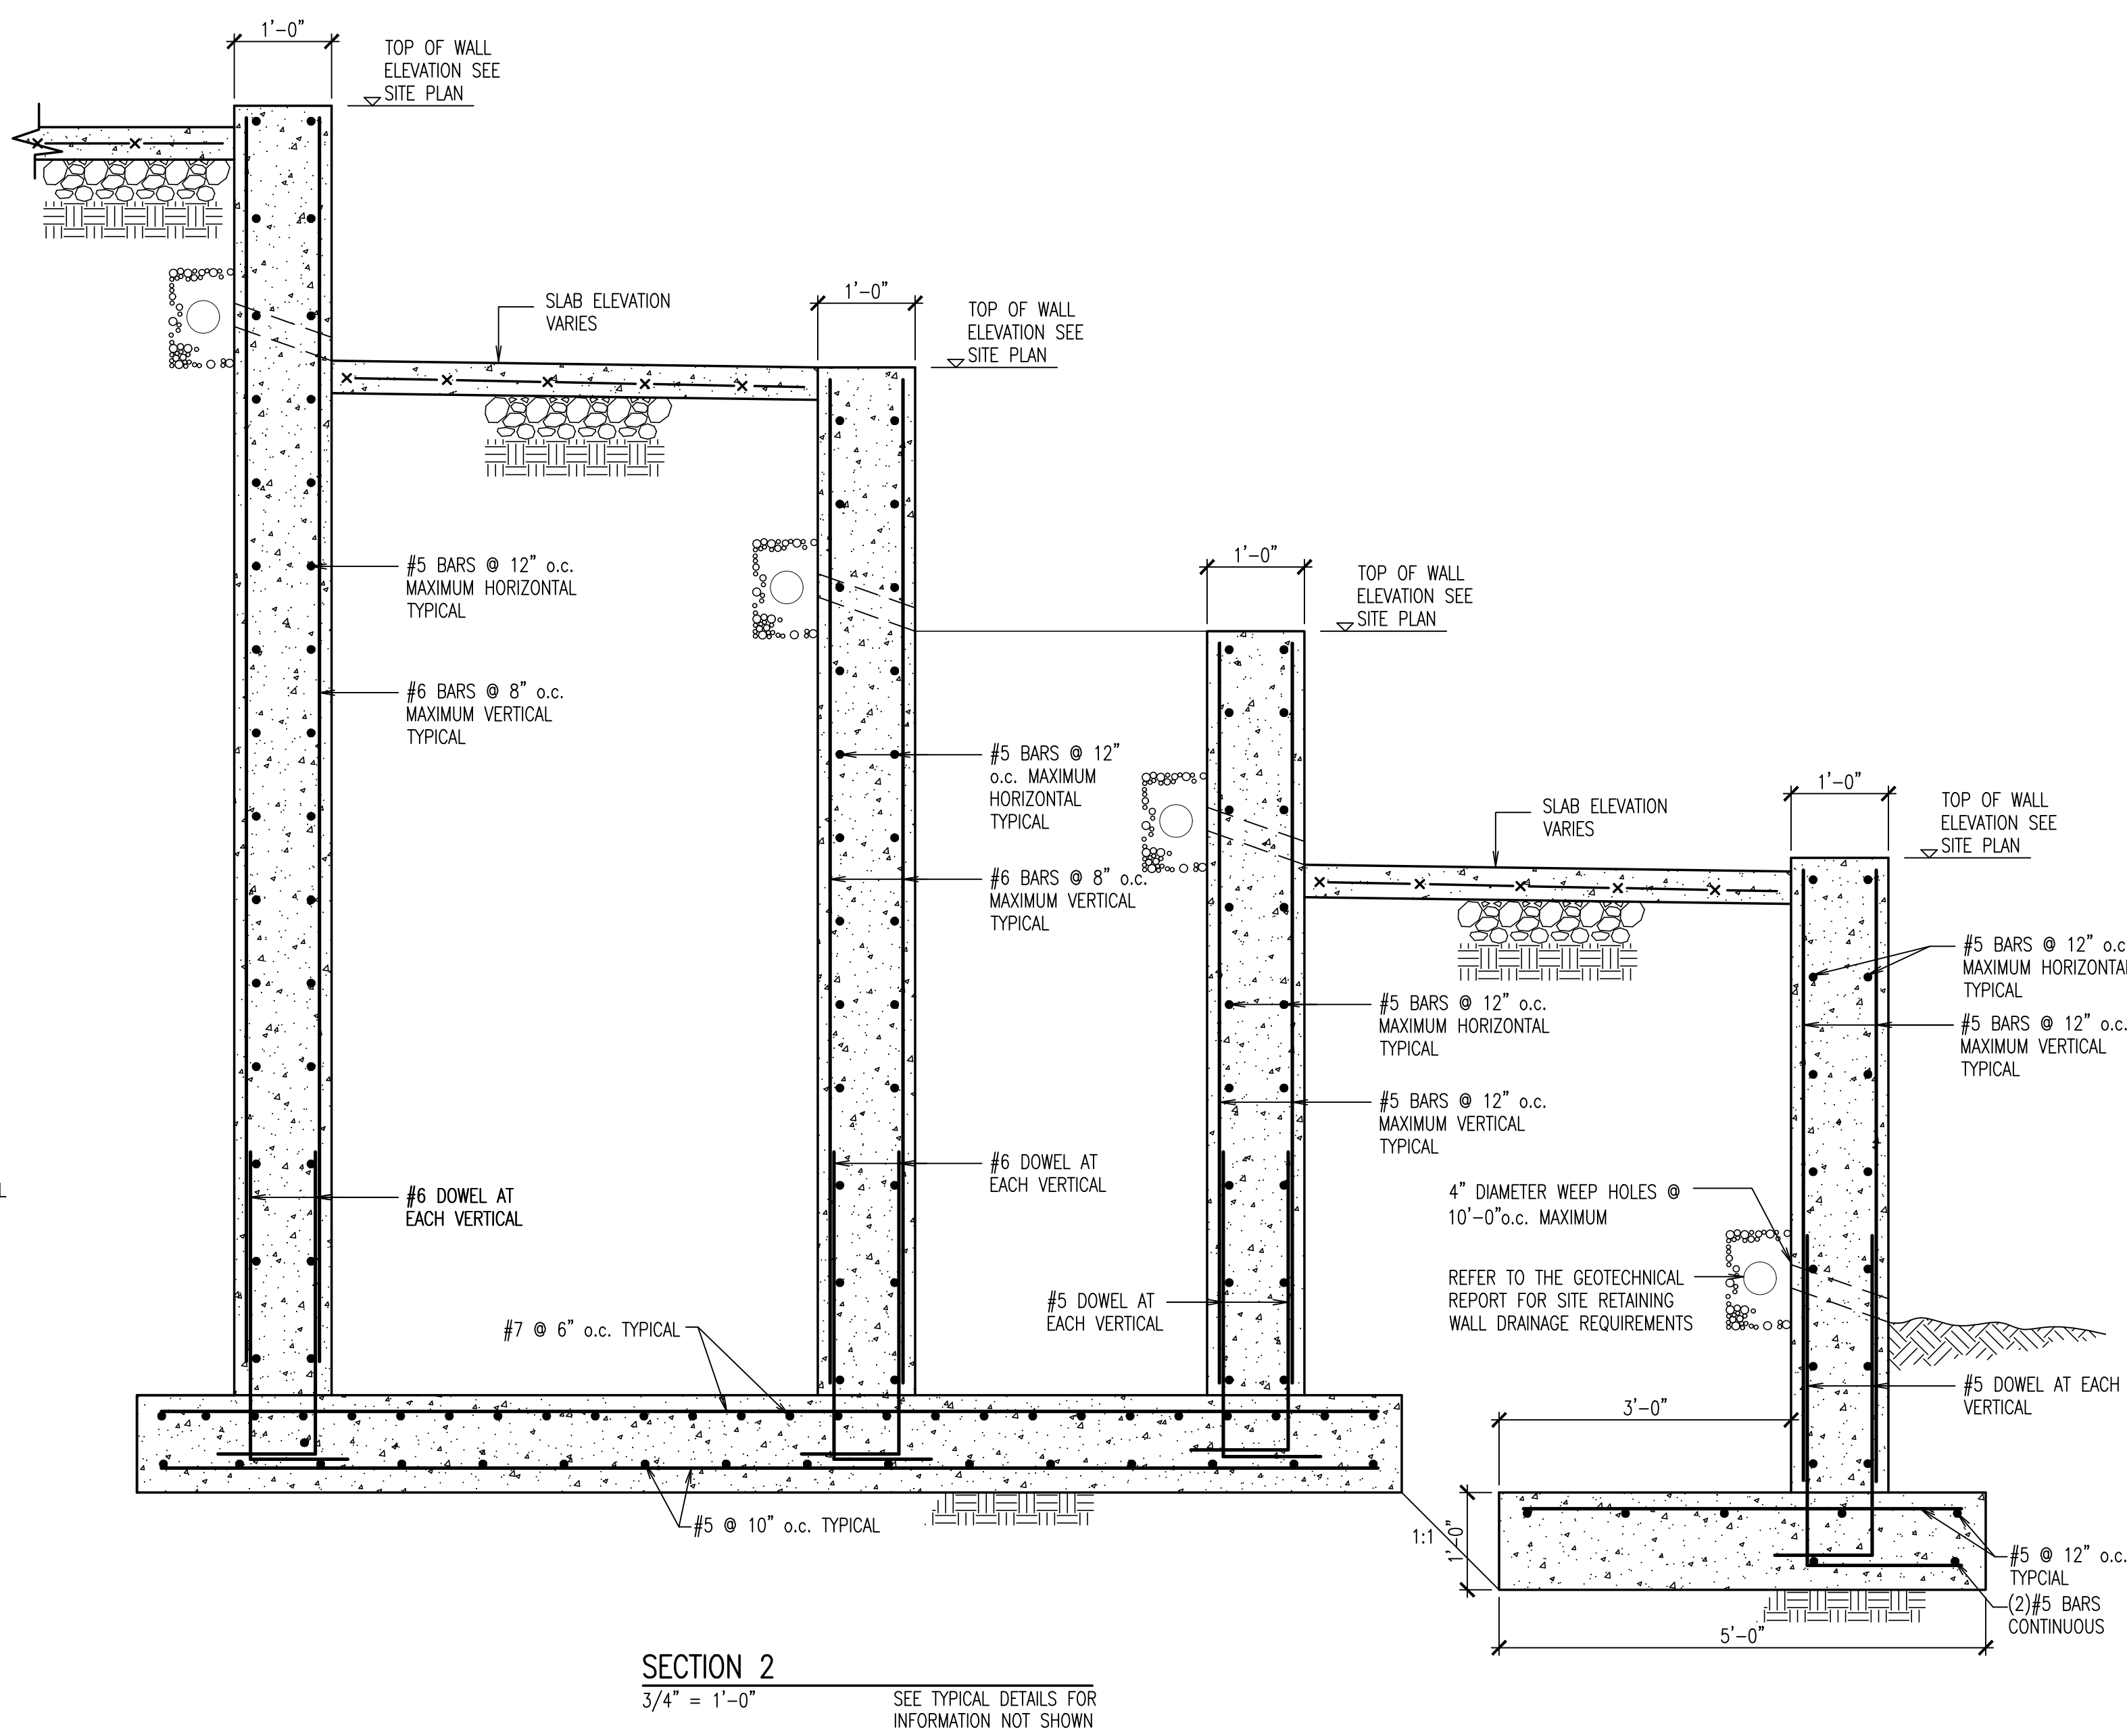 1'-0"
TOP OF WALL
ELEVATION SEE
SITE PLAN
SLAB ELEVATION
VARIES
1'-0"
TOP OF WALL
ELEVATION SEE
SITE PLAN
#5 BARS @ 12" o.c.
MAXIMUM HORIZONTAL
TYPICAL
#6 BARS @ 8" o.c.
MAXIMUM VERTICAL
TYPICAL
1'-0"
TOP OF WALL
ELEVATION SEE
SITE PLAN
#5 BARS @ 12"
o.c. MAXIMUM
HORIZONTAL
TYPICAL
#6 BARS @ 8" o.c.
MAXIMUM VERTICAL
TYPICAL
SLAB ELEVATION
VARIES
1'-0"
TOP OF WALL
ELEVATION SEE
SITE PLAN
#5 BARS @ 12" o.c.
MAXIMUM HORIZONTAL
TYPICAL
#5 BARS @ 12" o.c.
MAXIMUM VERTICAL
TYPICAL
#5 BARS @ 12" o.c
MAXIMUM HORIZONTAL
TYPICAL
#5 BARS @ 12" o.c.
MAXIMUM VERTICAL
TYPICAL
#6 DOWEL AT
EACH VERTICAL
#6 DOWEL AT
EACH VERTICAL
4" DIAMETER WEEP HOLES @
10'-0"o.c. MAXIMUM
REFER TO THE GEOTECHNICAL
REPORT FOR SITE RETAINING
WALL DRAINAGE REQUIREMENTS
#5 DOWEL AT
EACH VERTICAL
#7 @ 6" o.c. TYPICAL
#5 DOWEL AT EACH
VERTICAL
3'-0"
#5 @ 10" o.c. TYPICAL
1:1
1'-0"
#5 @ 12" o.c.
TYPCIAL
(2)#5 BARS
CONTINUOUS
5'-0"
SECTION 2
3/4" = 1'-0"
SEE TYPICAL DETAILS FOR
INFORMATION NOT SHOWN